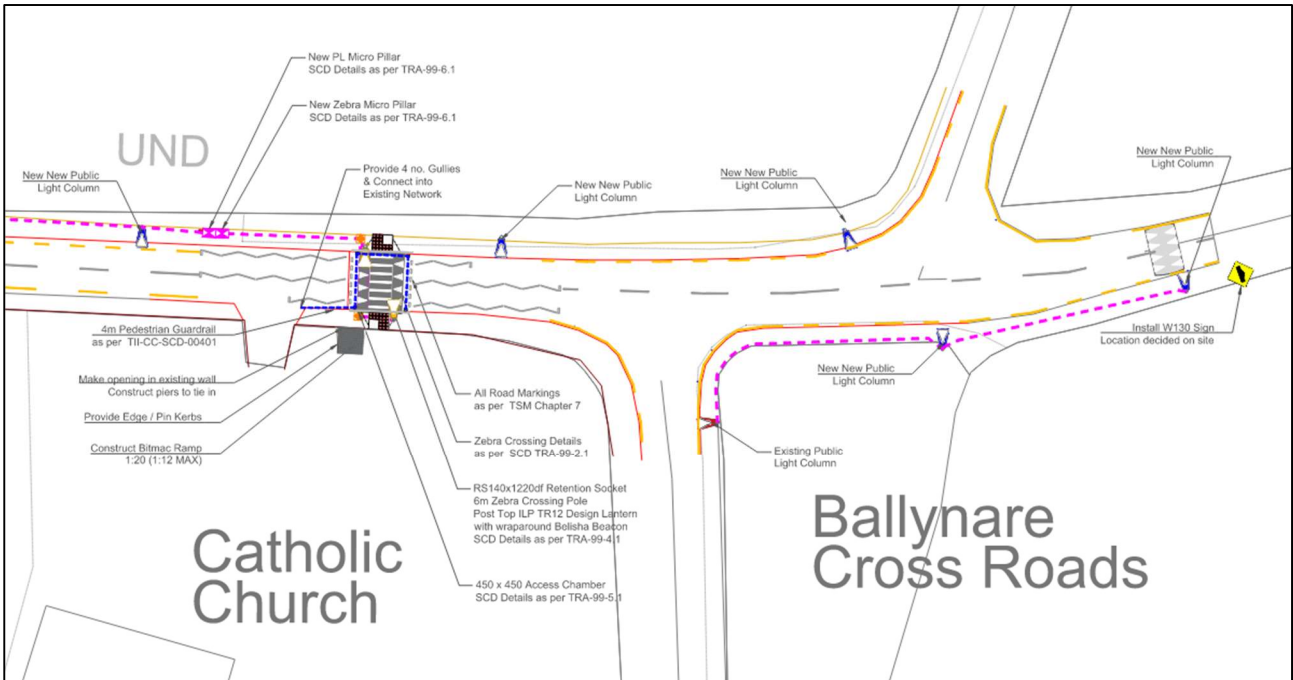 New PL Micro Pillar
SCD Details as per TRA-99-6.1
New Zebra Micro Pillar
SCD Details as per TRA-99-6.1
UND
New New Public
Light Column
Provide 4 no. Gullies
& Connect into
Existing Network
New New Public
Light Column
New New Public
Light Column
New New Public
Light Column
4m Pedestrian Guardrail
as per TII-CC-SCD-00401
Make opening in existing wall
Construct piers to tie in
Provide Edge / Pin Kerbs
Construct Bitmac Ramp
1:20 (1:12 MAX)
All Road Markings
as per TSM Chapter 7
Zebra Crossing Details
as per SCD TRA-99-2.1
RS140x1220df Retention Socket
6m Zebra Crossing Pole
Post Top ILP TR12 Design Lantern
with wraparound Belisha Beacon
SCD Details as per TRA-99-4.1
450 x 450 Access Chamber
SCD Details as per TRA-99-5.1
New New Public
Light Column
Install W130 Sign
Location decided on site
Existing Public
Light Column
Catholic
Church
Ballynare
Cross Roads